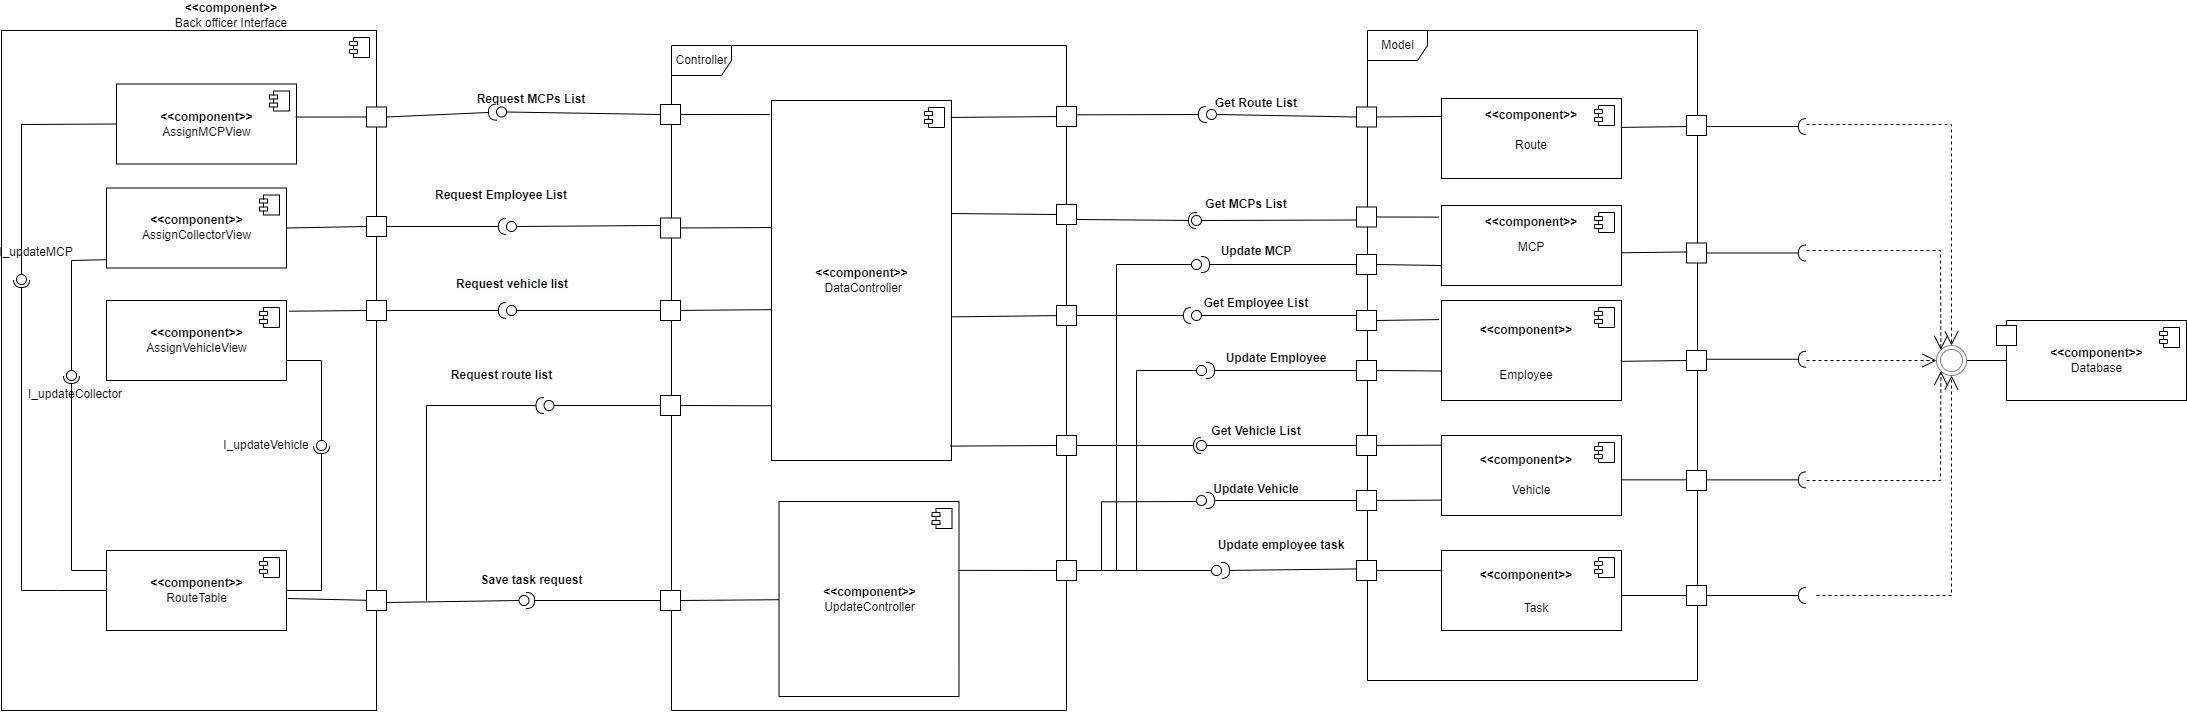 <<component>>
Back officer Interface
<<component>>
AssignMCPView
<<component>>
AssignCollectorView
I_updateMCP
<<component>>
AssignVehicleView
I_updateCollector
I_updateVehicle
<<component>>
RouteTable
Request MCPs List
Request Employee List
Request vehicle list
Request route list
Save task request
Controller
<<component>>
DataController
<<component>>
UpdateController
Get Route List
Get MCPs List
Update MCP
Get Employee List
Update Employee
Get Vehicle List
Update Vehicle
Update employee task
Model
<<component>>
Route
<<component>>
MCP
<<component>>
Employee
<<component>>
Vehicle
<<component>>
Task
<<component>>
Database